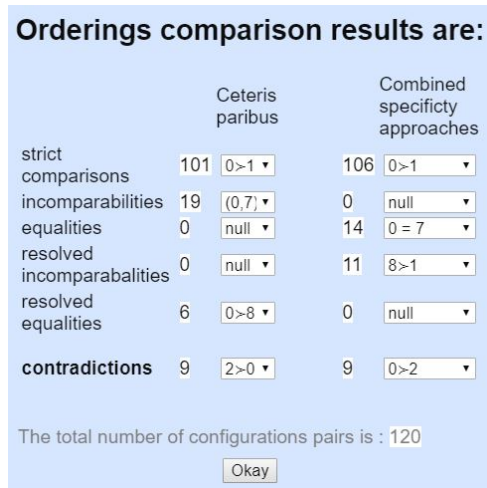 Orderings comparison results are:
Ceteris paribus
Combined specificty approaches
strict comparisons 101 0≻1 106 0≻1
incomparabilities 19 (0,7) 0 null
equalities 0 null 14 0 = 7
resolved incomparabalities 0 null 11 8≻1
resolved equalities 6 0≻8 0 null
contradictions 9 2≻0 9 0≻2
The total number of configurations pairs is : 120
Okay